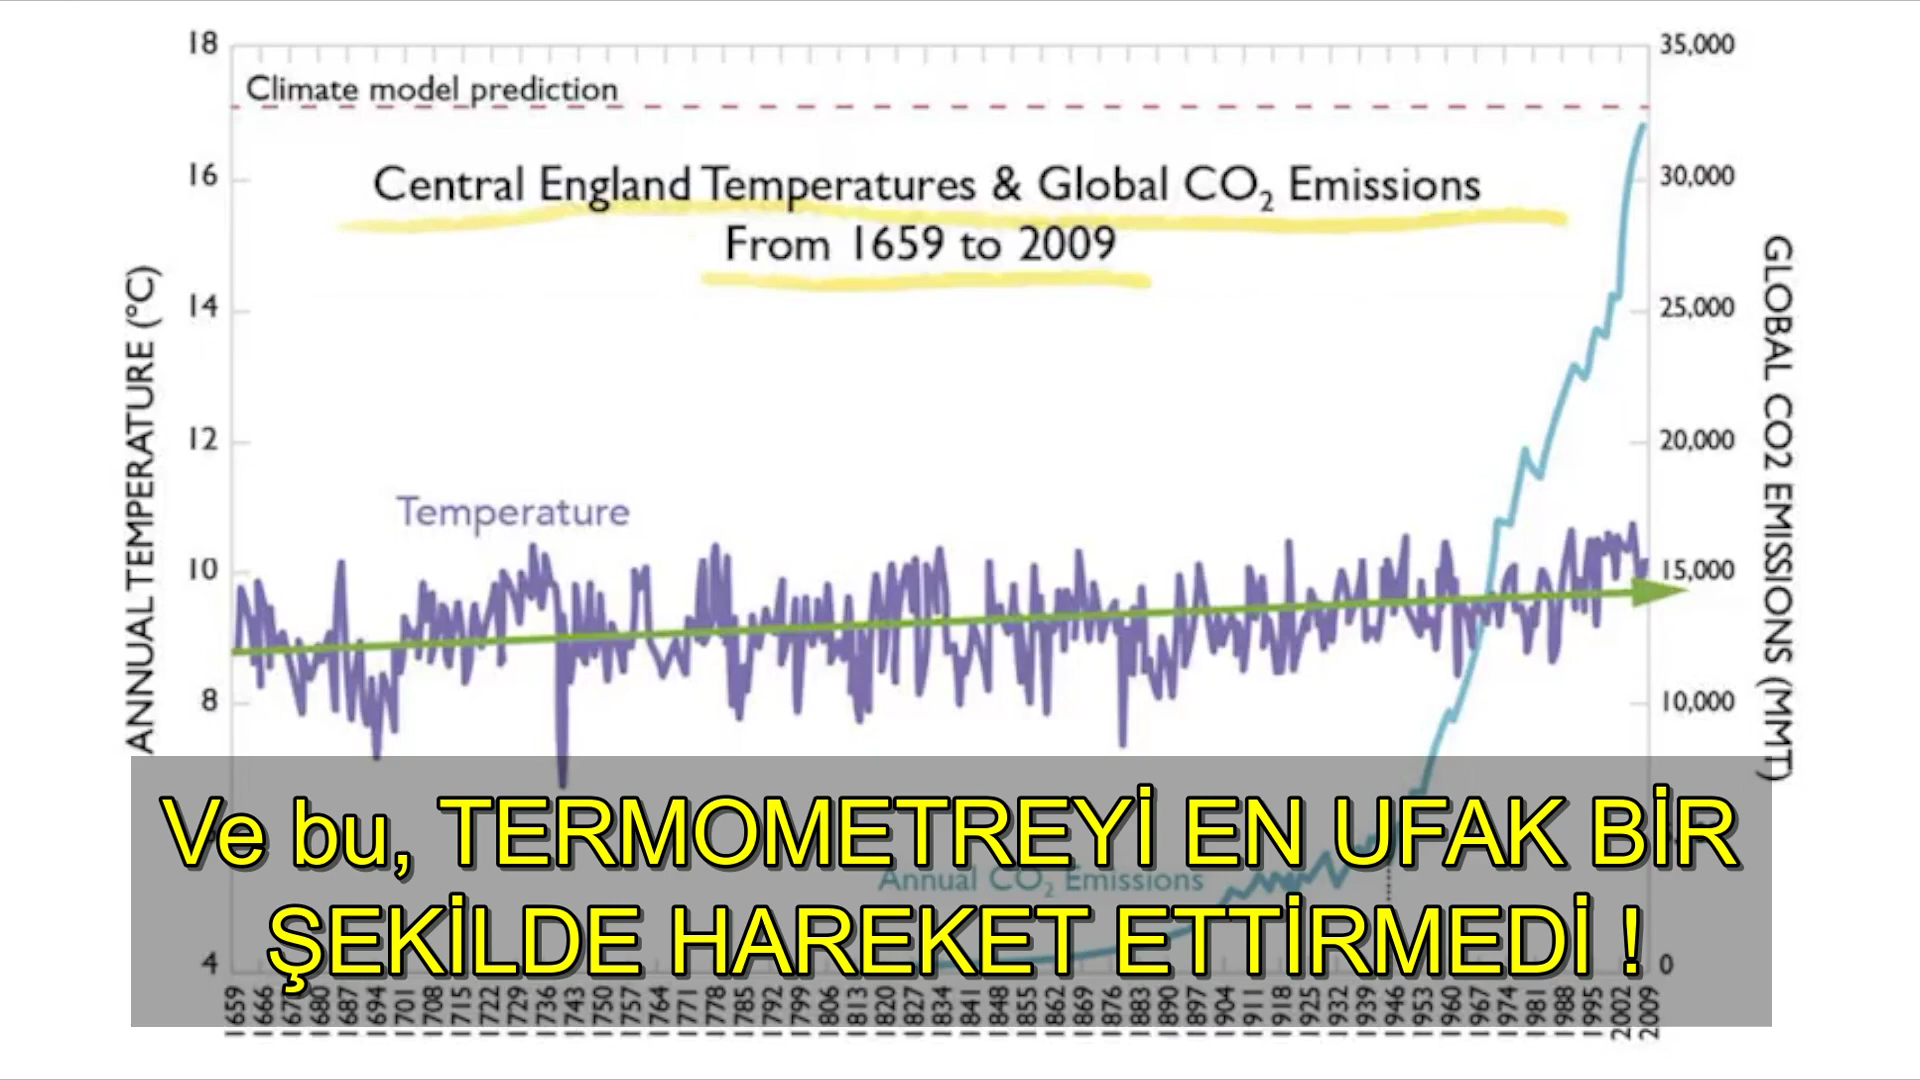 18
35,000
Climate model prediction
16
30,000
Central England Temperatures & Global CO₂ Emissions
From 1659 to 2009
14
25,000
ANNUAL TEMPERATURE (°C)
GLOBAL CO2 EMISSIONS (MMT)
12
20,000
Temperature
10
15,000
8
10,000
Ve bu, TERMOMETREYİ EN UFAK BİR
Annual CO₂ Emissions
ŞEKİLDE HAREKET ETTİRMEDİ !
4
0
1659 1666 1680 1687 1694 1701 1708 1715 1722 1729 1736 1743 1750 1757 1764 1771 1778 1785 1792 1799 1806 1813 1820 1827 1834 1841 1848 1855 1862 1869 1876 1883 1890 1897 1904 1911 1918 1925 1932 1939 1946 1953 1960 1967 1974 1981 1988 1995 2002 2009